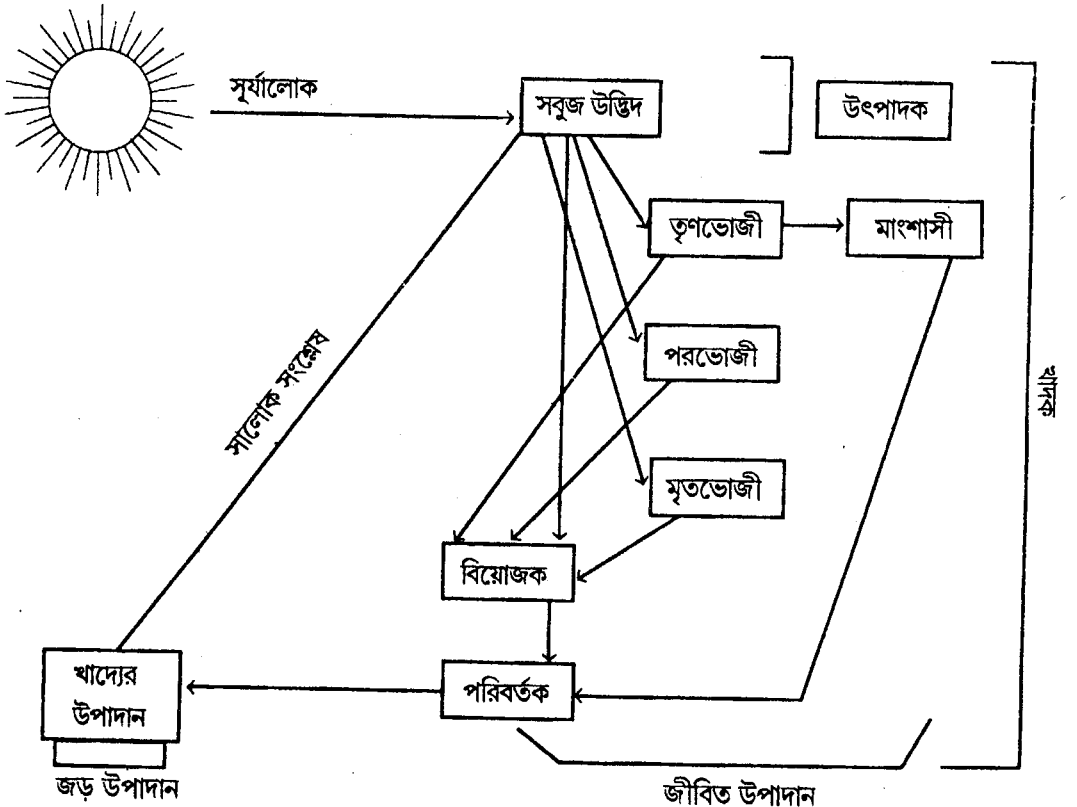 সূর্যালোক
সবুজ উদ্ভিদ
উৎপাদক
তৃণভোজী
মাংশাসী
সালোক সংশ্লেষ
পরভোজী
খাদক
মৃতভোজী
বিয়োজক
খাদ্যের
উপাদান
পরিবর্তক
জড় উপাদান
জীবিত উপাদান